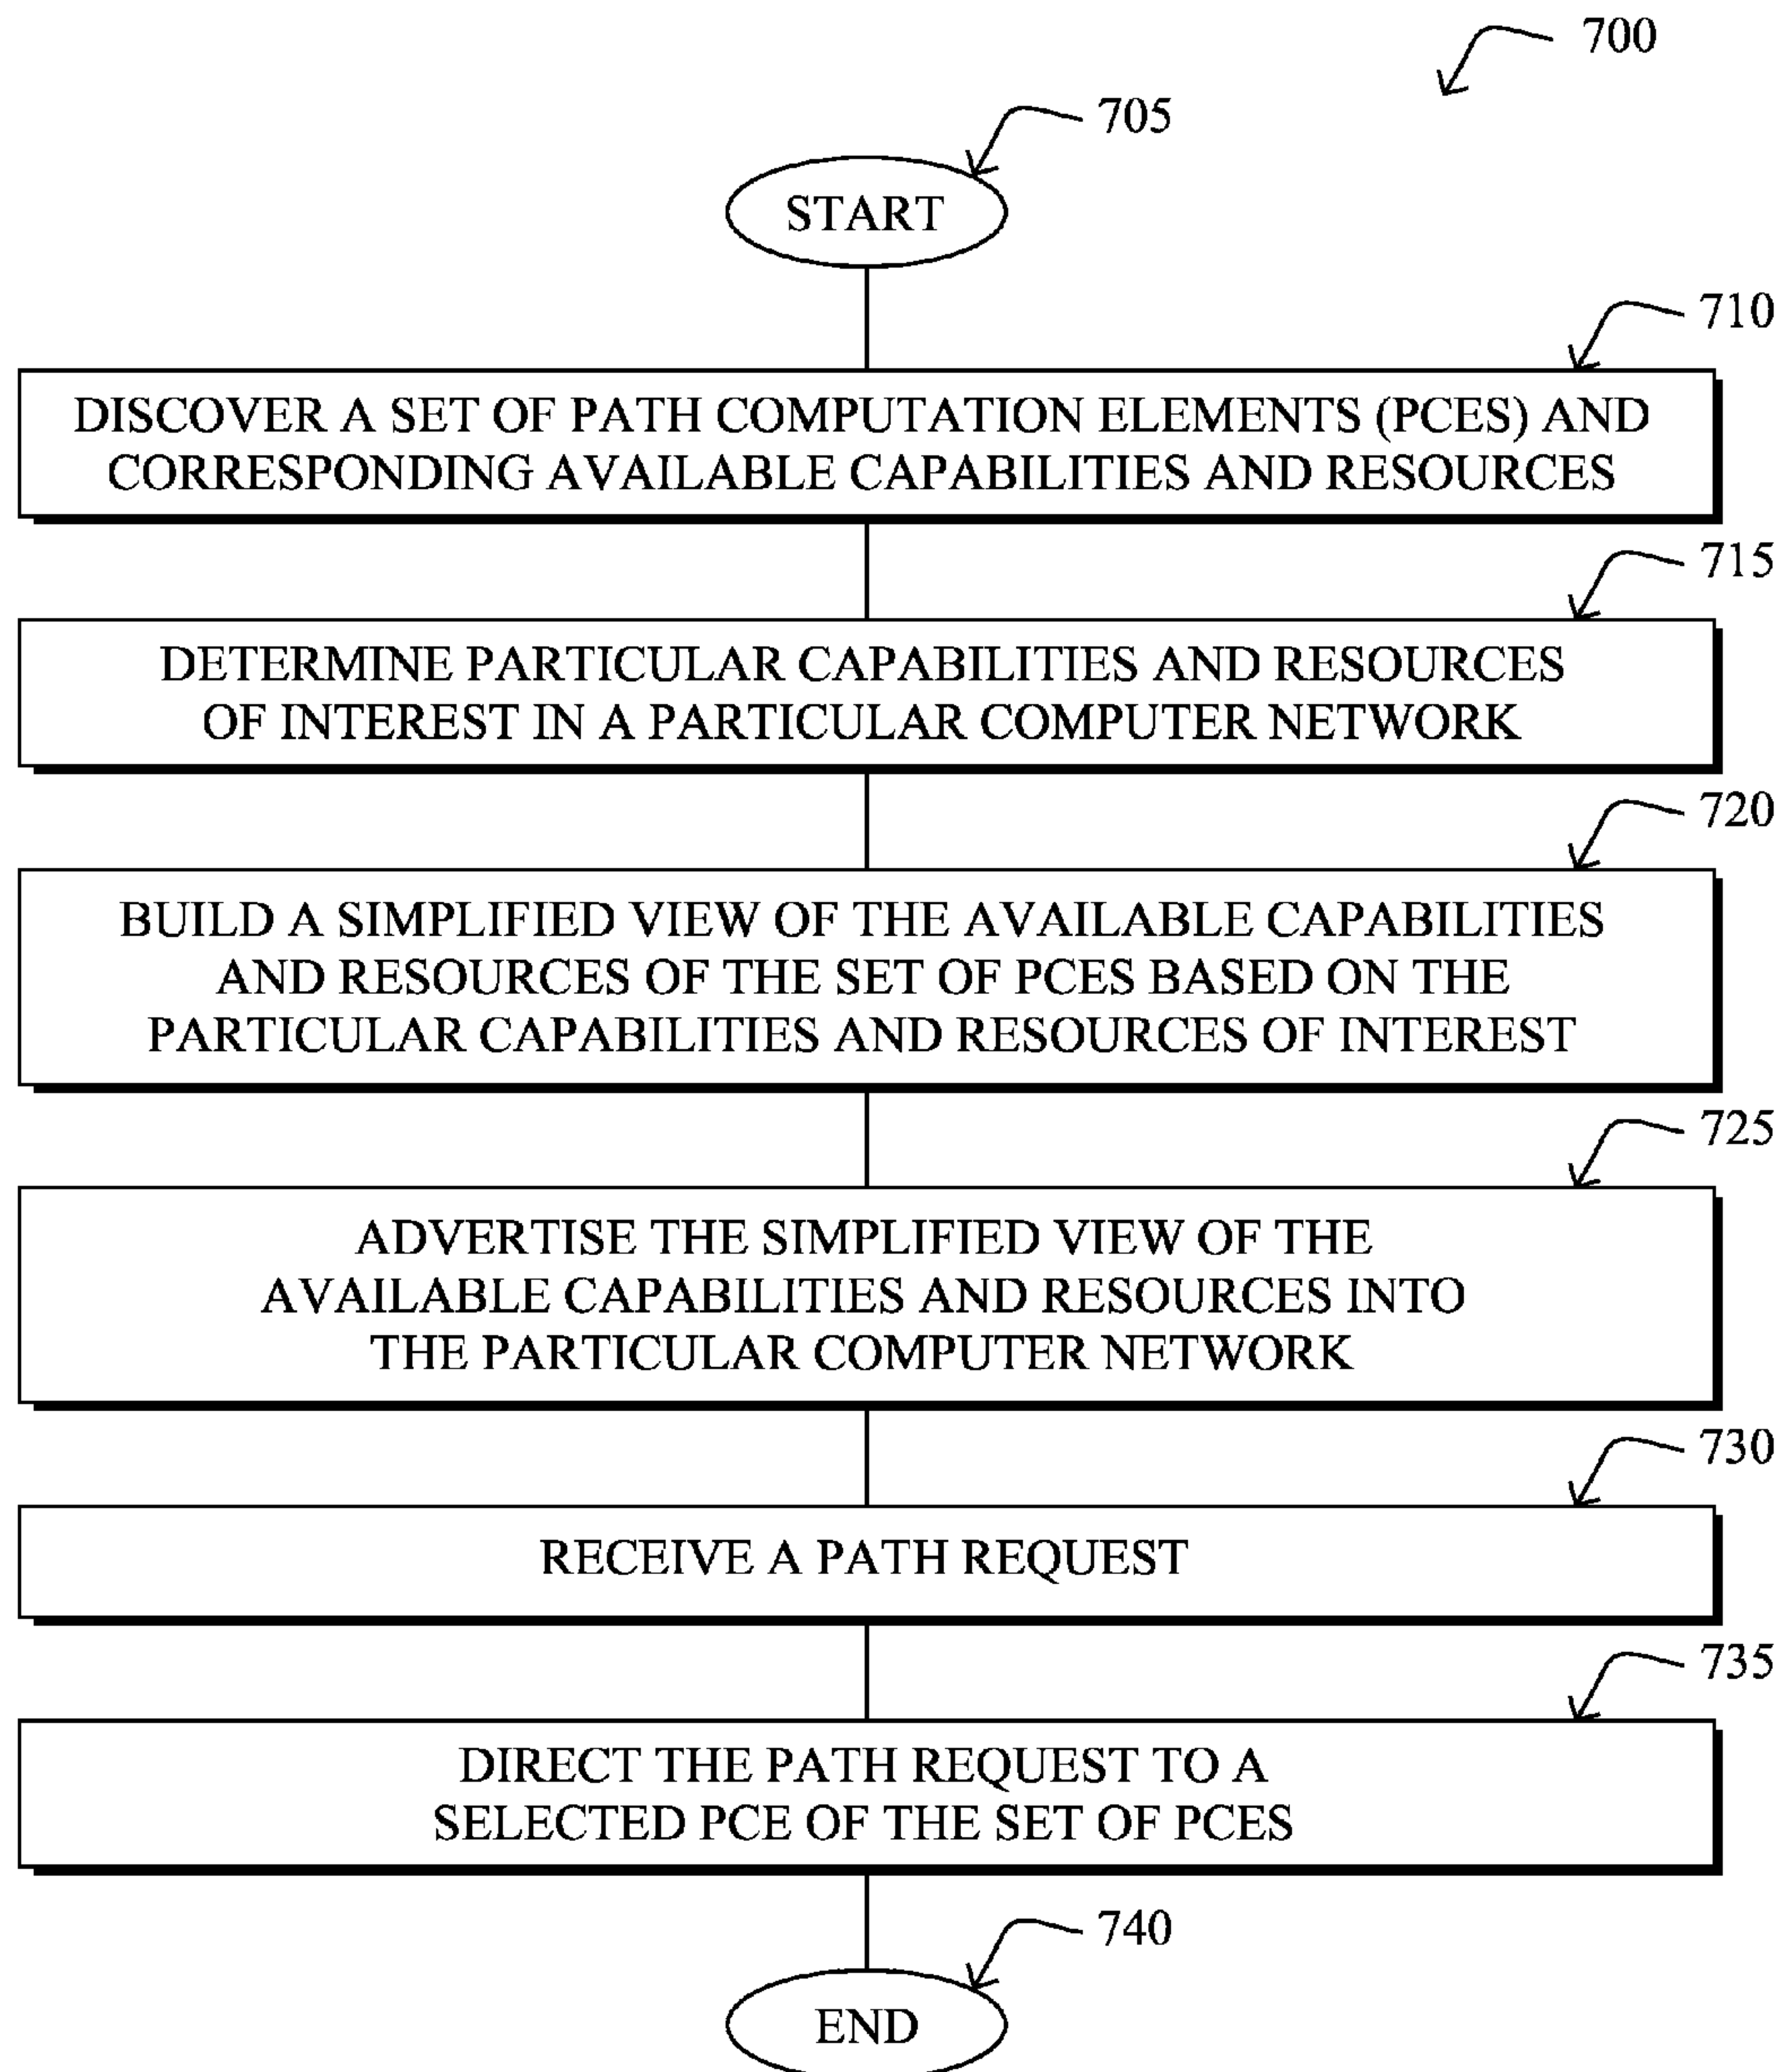 700
705
START
710
DISCOVER A SET OF PATH COMPUTATION ELEMENTS (PCES) AND
CORRESPONDING AVAILABLE CAPABILITIES AND RESOURCES
715
DETERMINE PARTICULAR CAPABILITIES AND RESOURCES
OF INTEREST IN A PARTICULAR COMPUTER NETWORK
720
BUILD A SIMPLIFIED VIEW OF THE AVAILABLE CAPABILITIES
AND RESOURCES OF THE SET OF PCES BASED ON THE
PARTICULAR CAPABILITIES AND RESOURCES OF INTEREST
725
ADVERTISE THE SIMPLIFIED VIEW OF THE
AVAILABLE CAPABILITIES AND RESOURCES INTO
THE PARTICULAR COMPUTER NETWORK
730
RECEIVE A PATH REQUEST
735
DIRECT THE PATH REQUEST TO A
SELECTED PCE OF THE SET OF PCES
740
END